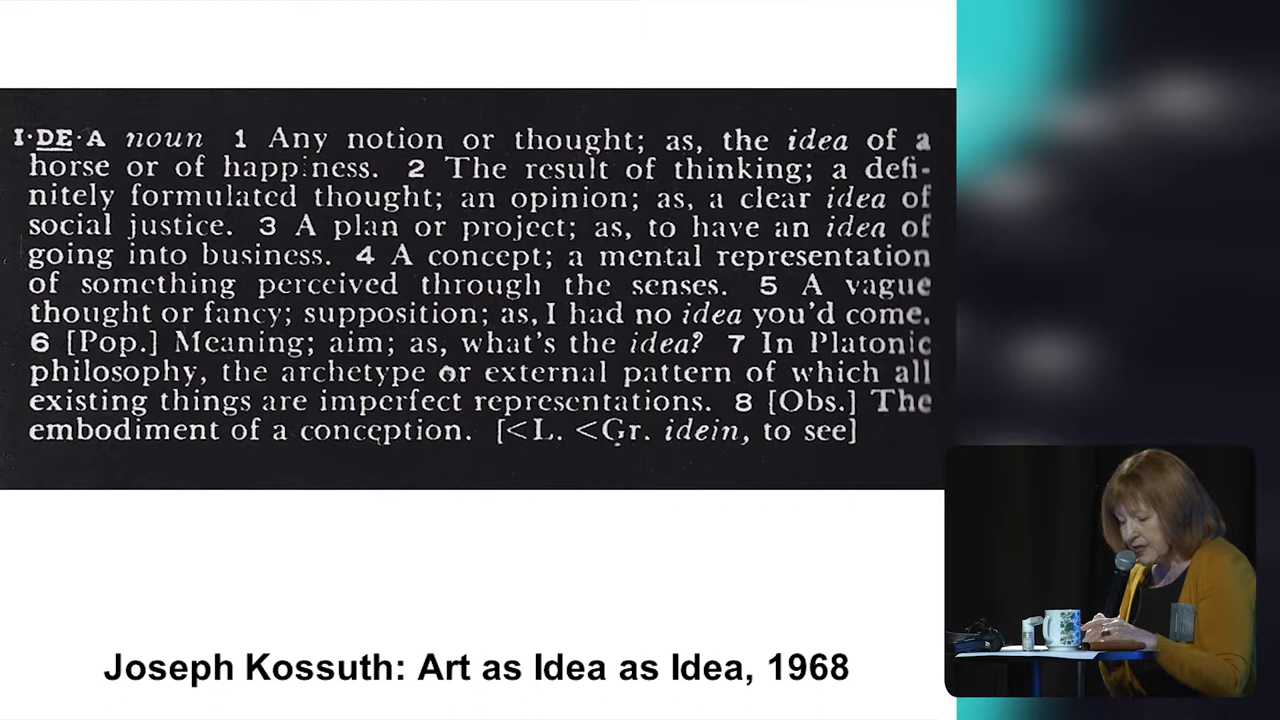 I·DE·A noun 1 Any notion or thought; as, the idea of a
horse or of happiness. 2 The result of thinking; a defi-
nitely formulated thought; an opinion; as, a clear idea of
social justice. 3 A plan or project; as, to have an idea of
going into business. 4 A concept; a mental representation
of something perceived through the senses. 5 A vague
thought or fancy; supposition; as, I had no idea you'd come.
6 [Pop.] Meaning; aim; as, what's the idea? 7 In Platonic
philosophy, the archetype or external pattern of which all
existing things are imperfect representations. 8 [Obs.] The
embodiment of a conception. [<L. <Gr. idein, to see]
Joseph Kossuth: Art as Idea as Idea, 1968